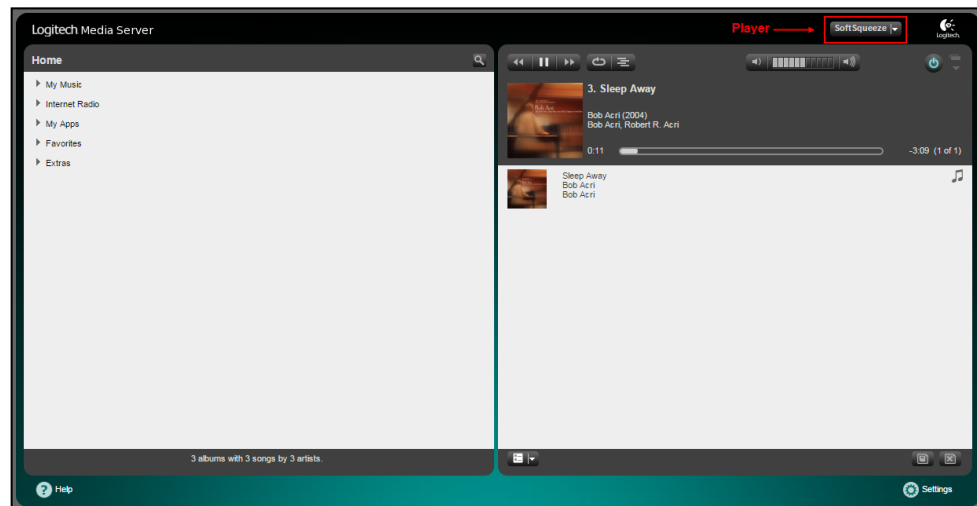 Logitech Media Server
Player
SoftSqueeze
Logitech
Home
My Music
Internet Radio
My Apps
Favorites
Extras
3 albums with 3 songs by 3 artists.
3. Sleep Away
Bob Acri (2004)
Bob Acri, Robert R. Acri
0:11
-3:09 (1 of 1)
Sleep Away
Bob Acri
Bob Acri
Help
Settings